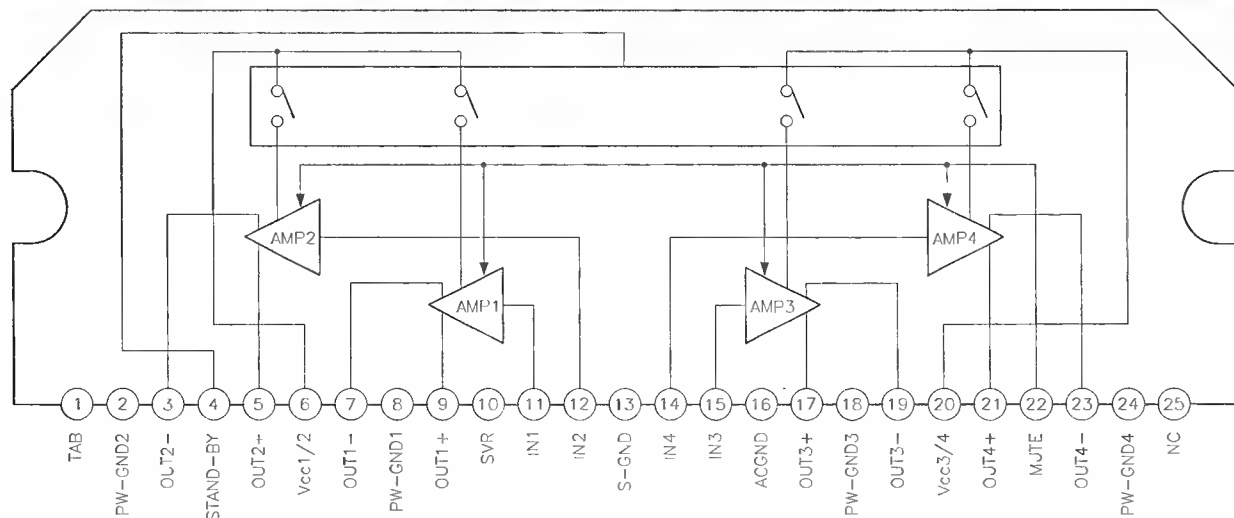 AMP2
AMP4
AMP1
AMP3
1 2 3 4 5 6 7 8 9 10 11 12 13 14 15 16 17 18 19 20 21 22 23 24 25
TAB
PW-GND2
OUT2-
STAND-BY
OUT2+
Vcc1/2
OUT1-
PW-GND1
OUT1+
SVR
IN1
IN2
S-GND
IN4
IN3
ACGND
OUT3+
PW-GND3
OUT3-
Vcc3/4
OUT4+
MJTE
OUT4-
PW-GND4
NC